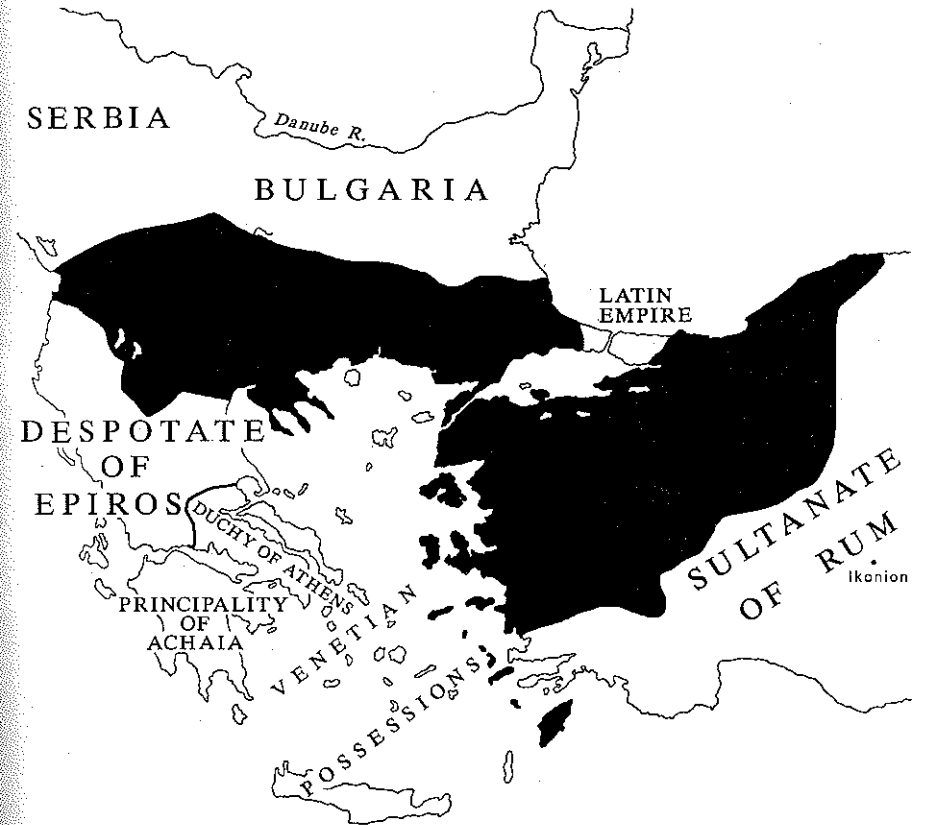 SERBIA
Danube R.
BULGARIA
LATIN
EMPIRE
DESPOTATE
OF
EPIROS
DUCHY OF ATHENS
SULTANATE
OF RUM
Ikonion
PRINCIPALITY
OF
ACHAIA
VENETIAN
POSSESSIONS